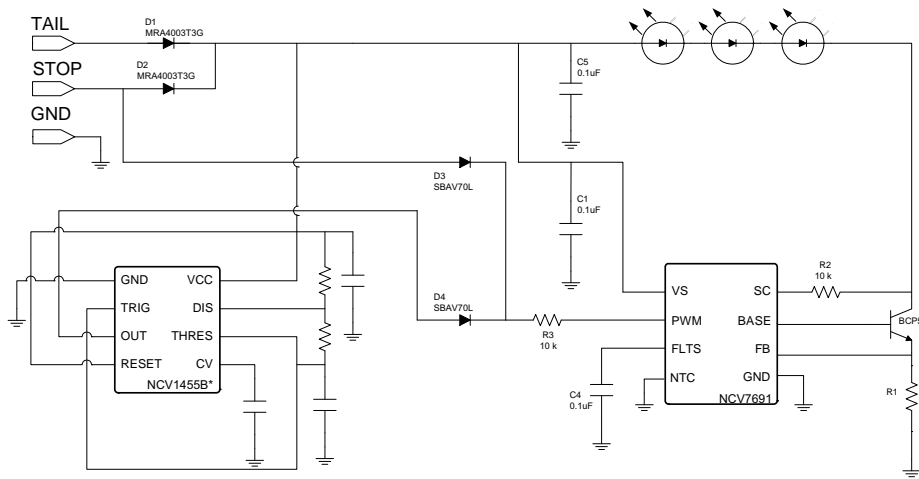 TAIL
D1
MRA4003T3G
STOP
D2
MRA4003T3G
GND
C5
0.1uF
D3
SBAV70L
C1
0.1uF
D4
SBAV70L
R3
10 k
R2
10 k
GND
VCC
TRIG
DIS
OUT
THRES
RESET
CV
NCV1455B*
VS
SC
PWM
BASE
FLTS
FB
NTC
GND
NCV7691
C4
0.1uF
R1